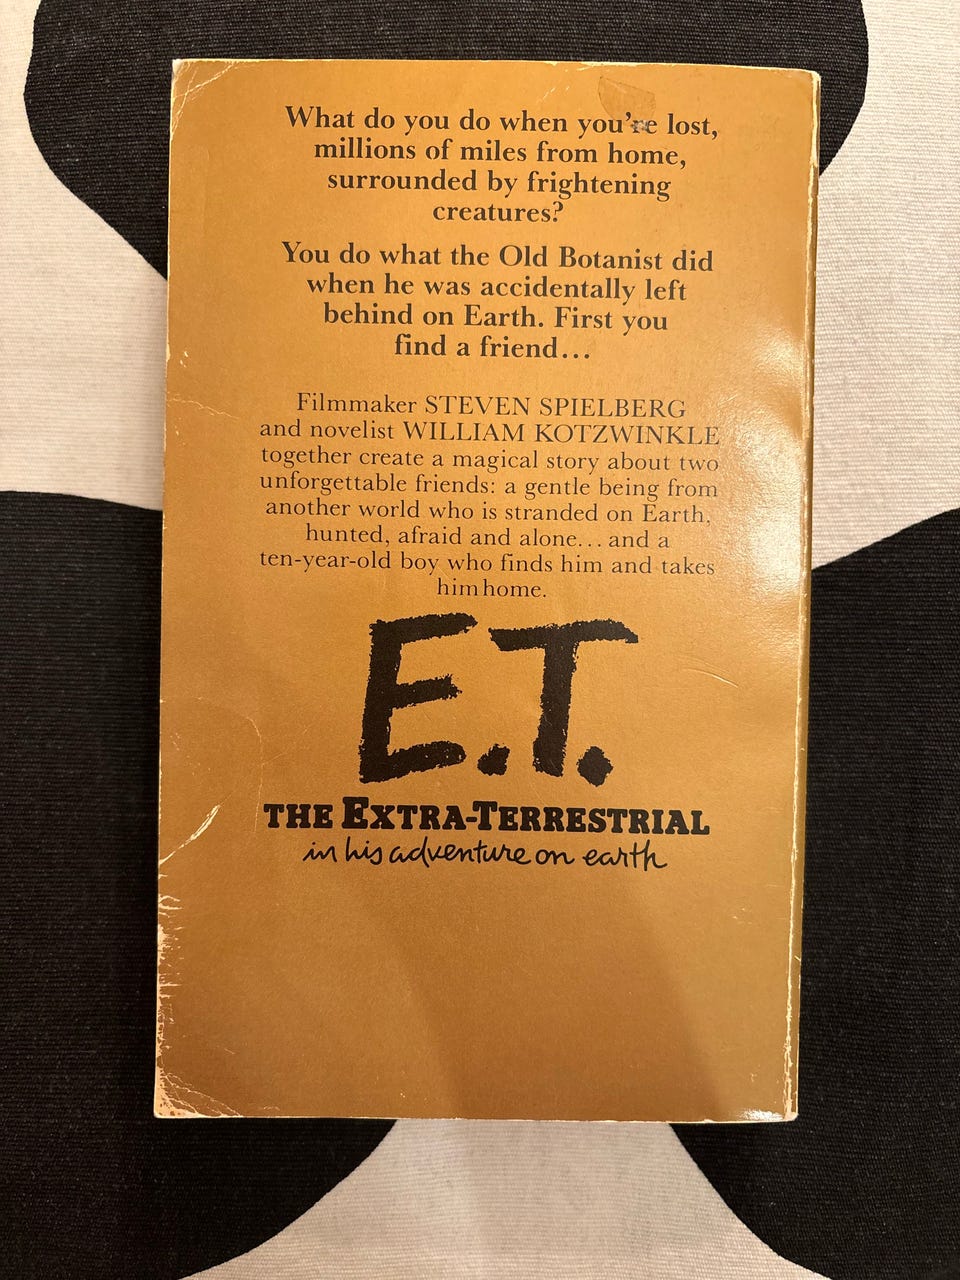 What do you do when you're lost,
millions of miles from home,
surrounded by frightening
creatures?
You do what the Old Botanist did
when he was accidentally left
behind on Earth. First you
find a friend...
Filmmaker STEVEN SPIELBERG
and novelist WILLIAM KOTZWINKLE
together create a magical story about two
unforgettable friends: a gentle being from
another world who is stranded on Earth,
hunted, afraid and alone... and a
ten-year-old boy who finds him and takes
him home.
E.T.
THE EXTRA-TERRESTRIAL
in his adventure on earth